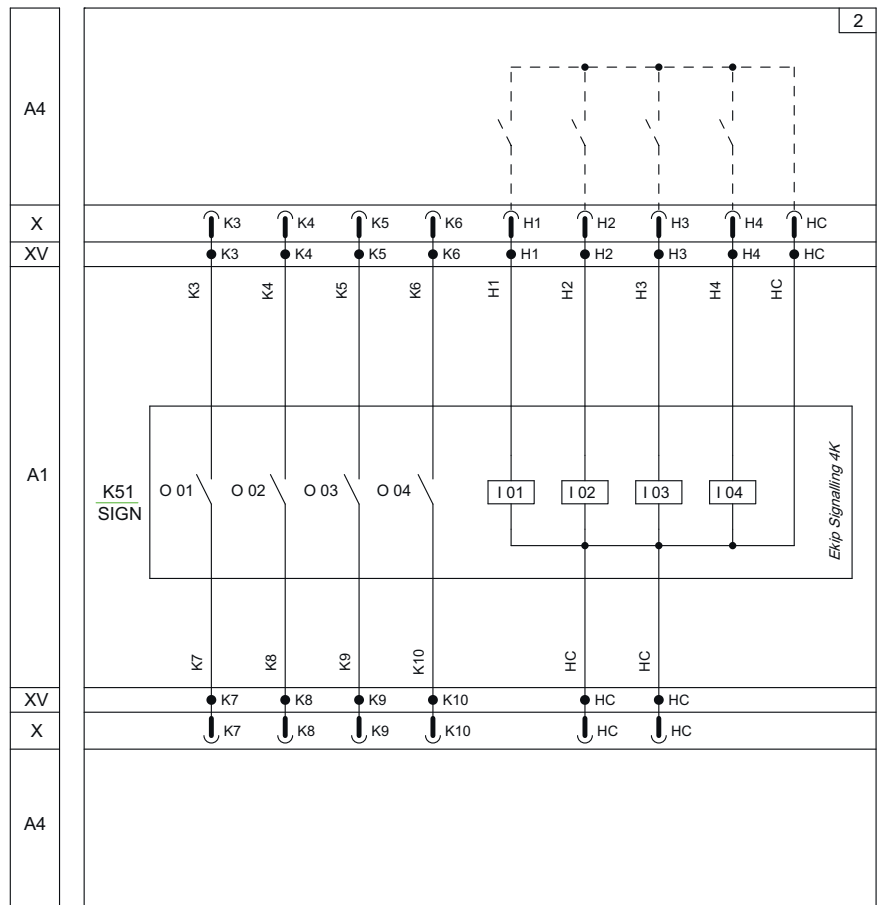 2
A4
X
K3 K4 K5 K6 H1 H2 H3 H4 HC
XV
K3 K4 K5 K6 H1 H2 H3 H4 HC
K3 K4 K5 K6 H1 H2 H3 H4 HC
A1
K51
SIGN
O 01 O 02 O 03 O 04 I 01 I 02 I 03 I 04
Ekip Signalling 4K
K7 K8 K9 K10 HC HC
XV
K7 K8 K9 K10 HC HC
X
K7 K8 K9 K10 HC HC
A4